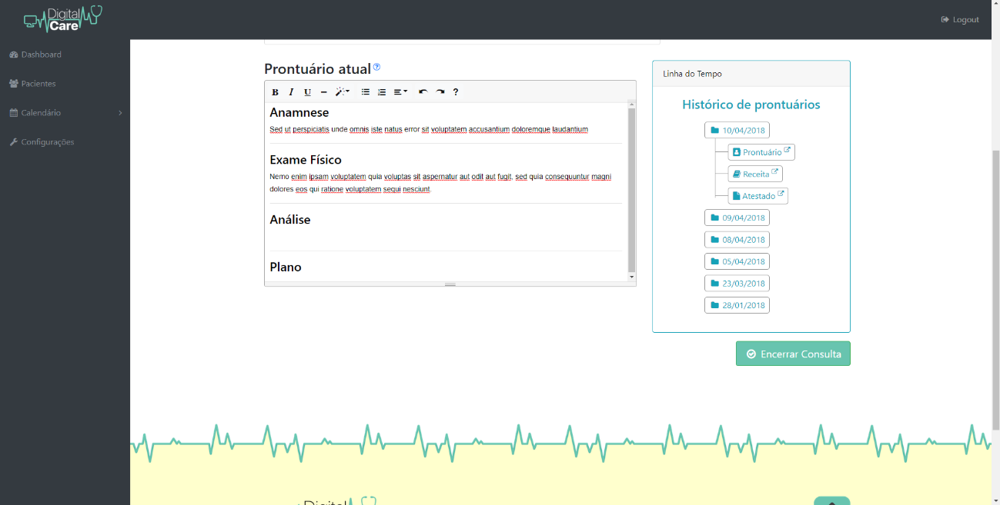 Digital
Care
Logout
Dashboard
Pacientes
Calendário
Configurações
Prontuário atual
B I U
?
Anamnese
Sed ut perspiciatis unde omnis iste natus error sit voluptatem accusantium doloremque laudantium
Exame Físico
Nemo enim ipsam voluptatem quia voluptas sit aspernatur aut odit aut fugit, sed quia consequuntur magni
dolores eos qui ratione voluptatem sequi nesciunt.
Análise
Plano
Linha do Tempo
Histórico de prontuários
10/04/2018
Prontuário
Receita
Atestado
09/04/2018
08/04/2018
05/04/2018
23/03/2018
28/01/2018
Encerrar Consulta
Digital